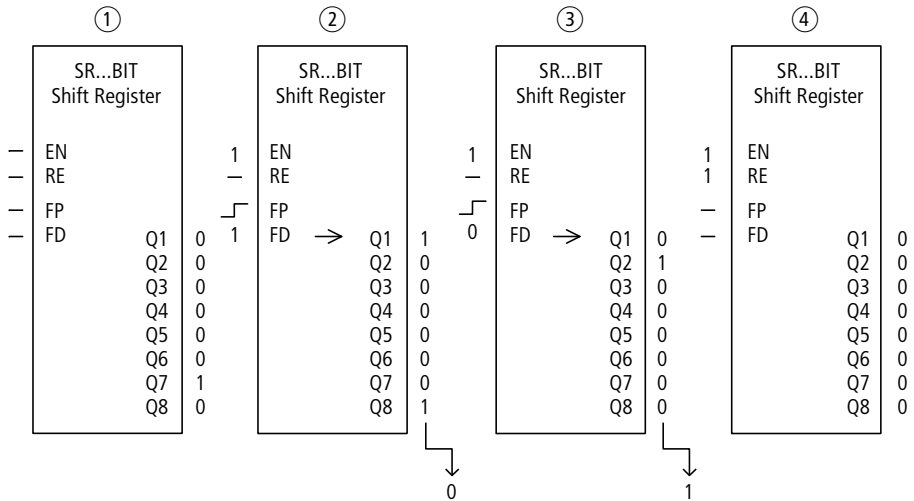 ① ② ③ ④
SR...BIT SR...BIT SR...BIT SR...BIT
Shift Register Shift Register Shift Register Shift Register
— EN 1 EN 1 EN 1 EN
— RE — RE — RE 1 RE
— FP FP FP — FP
— FD 1 FD 0 FD — FD
Q1 0 Q1 1 Q1 0 Q1 0
Q2 0 Q2 0 Q2 1 Q2 0
Q3 0 Q3 0 Q3 0 Q3 0
Q4 0 Q4 0 Q4 0 Q4 0
Q5 0 Q5 0 Q5 0 Q5 0
Q6 0 Q6 0 Q6 0 Q6 0
Q7 1 Q7 0 Q7 0 Q7 0
Q8 0 Q8 1 Q8 0 Q8 0
0 1